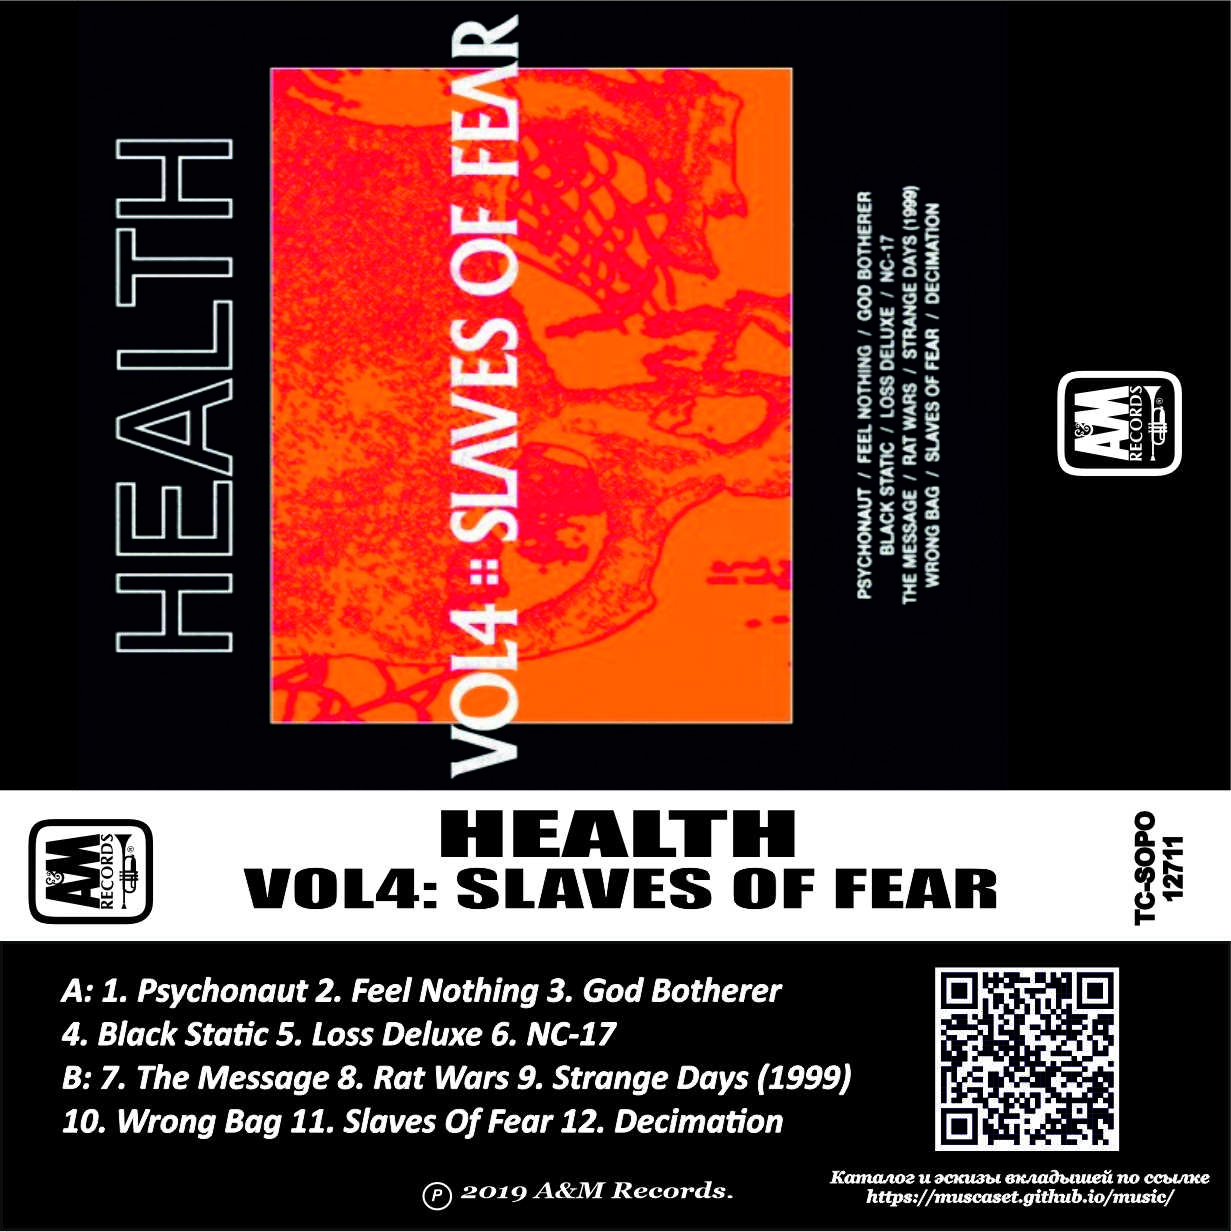 HEALTH
VOL4 :: SLAVES OF FEAR
PSYCHONAUT / FEEL NOTHING / GOD BOTHERER
BLACK STATIC / LOSS DELUXE / NC-17
THE MESSAGE / RAT WARS / STRANGE DAYS (1999)
WRONG BAG / SLAVES OF FEAR / DECIMATION
A&M
RECORDS
®
A&M
RECORDS
®
HEALTH
VOL4: SLAVES OF FEAR
TC-SOPO
12711
A: 1. Psychonaut 2. Feel Nothing 3. God Botherer
4. Black Static 5. Loss Deluxe 6. NC-17
B: 7. The Message 8. Rat Wars 9. Strange Days (1999)
10. Wrong Bag 11. Slaves Of Fear 12. Decimation
℗ 2019 A&M Records.
Каталог и эскизы вкладышей по ссылке
https://muscaset.github.io/music/